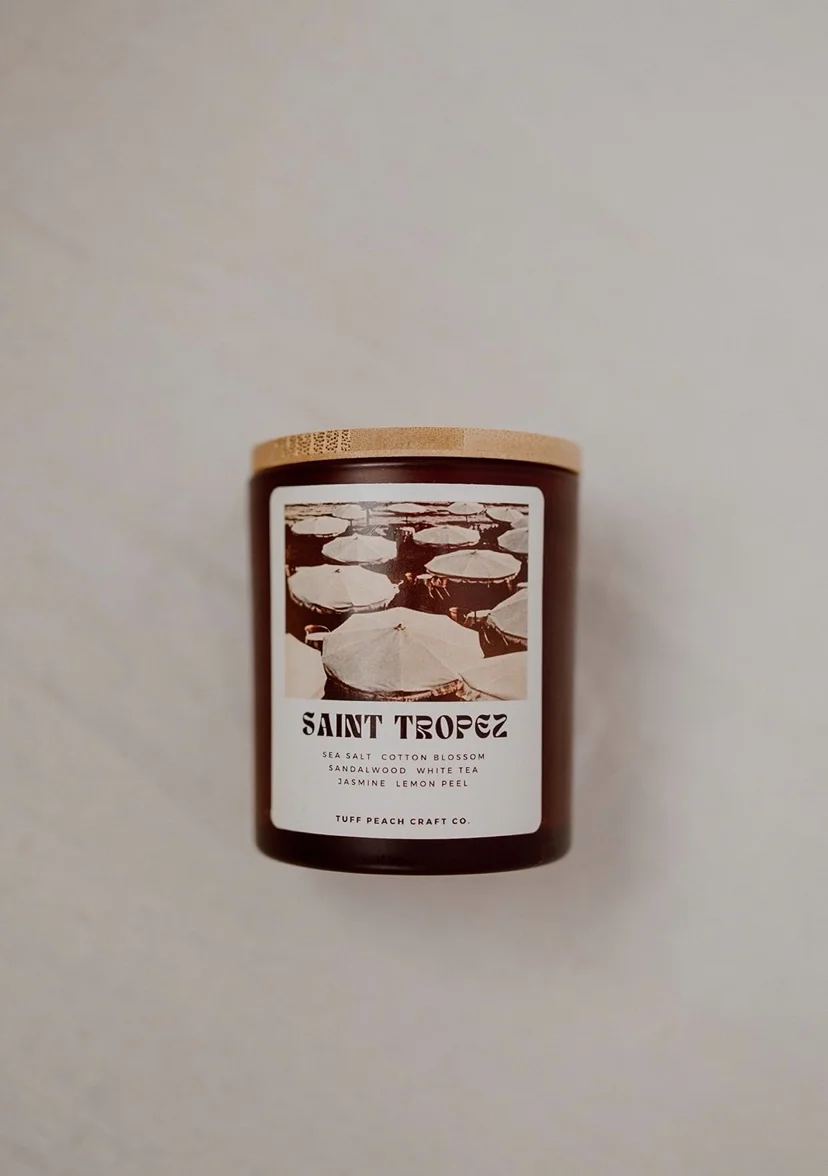 SAINT TROPEZ
SEA SALT COTTON BLOSSOM
SANDALWOOD WHITE TEA
JASMINE LEMON PEEL
TUFF PEACH CRAFT CO.